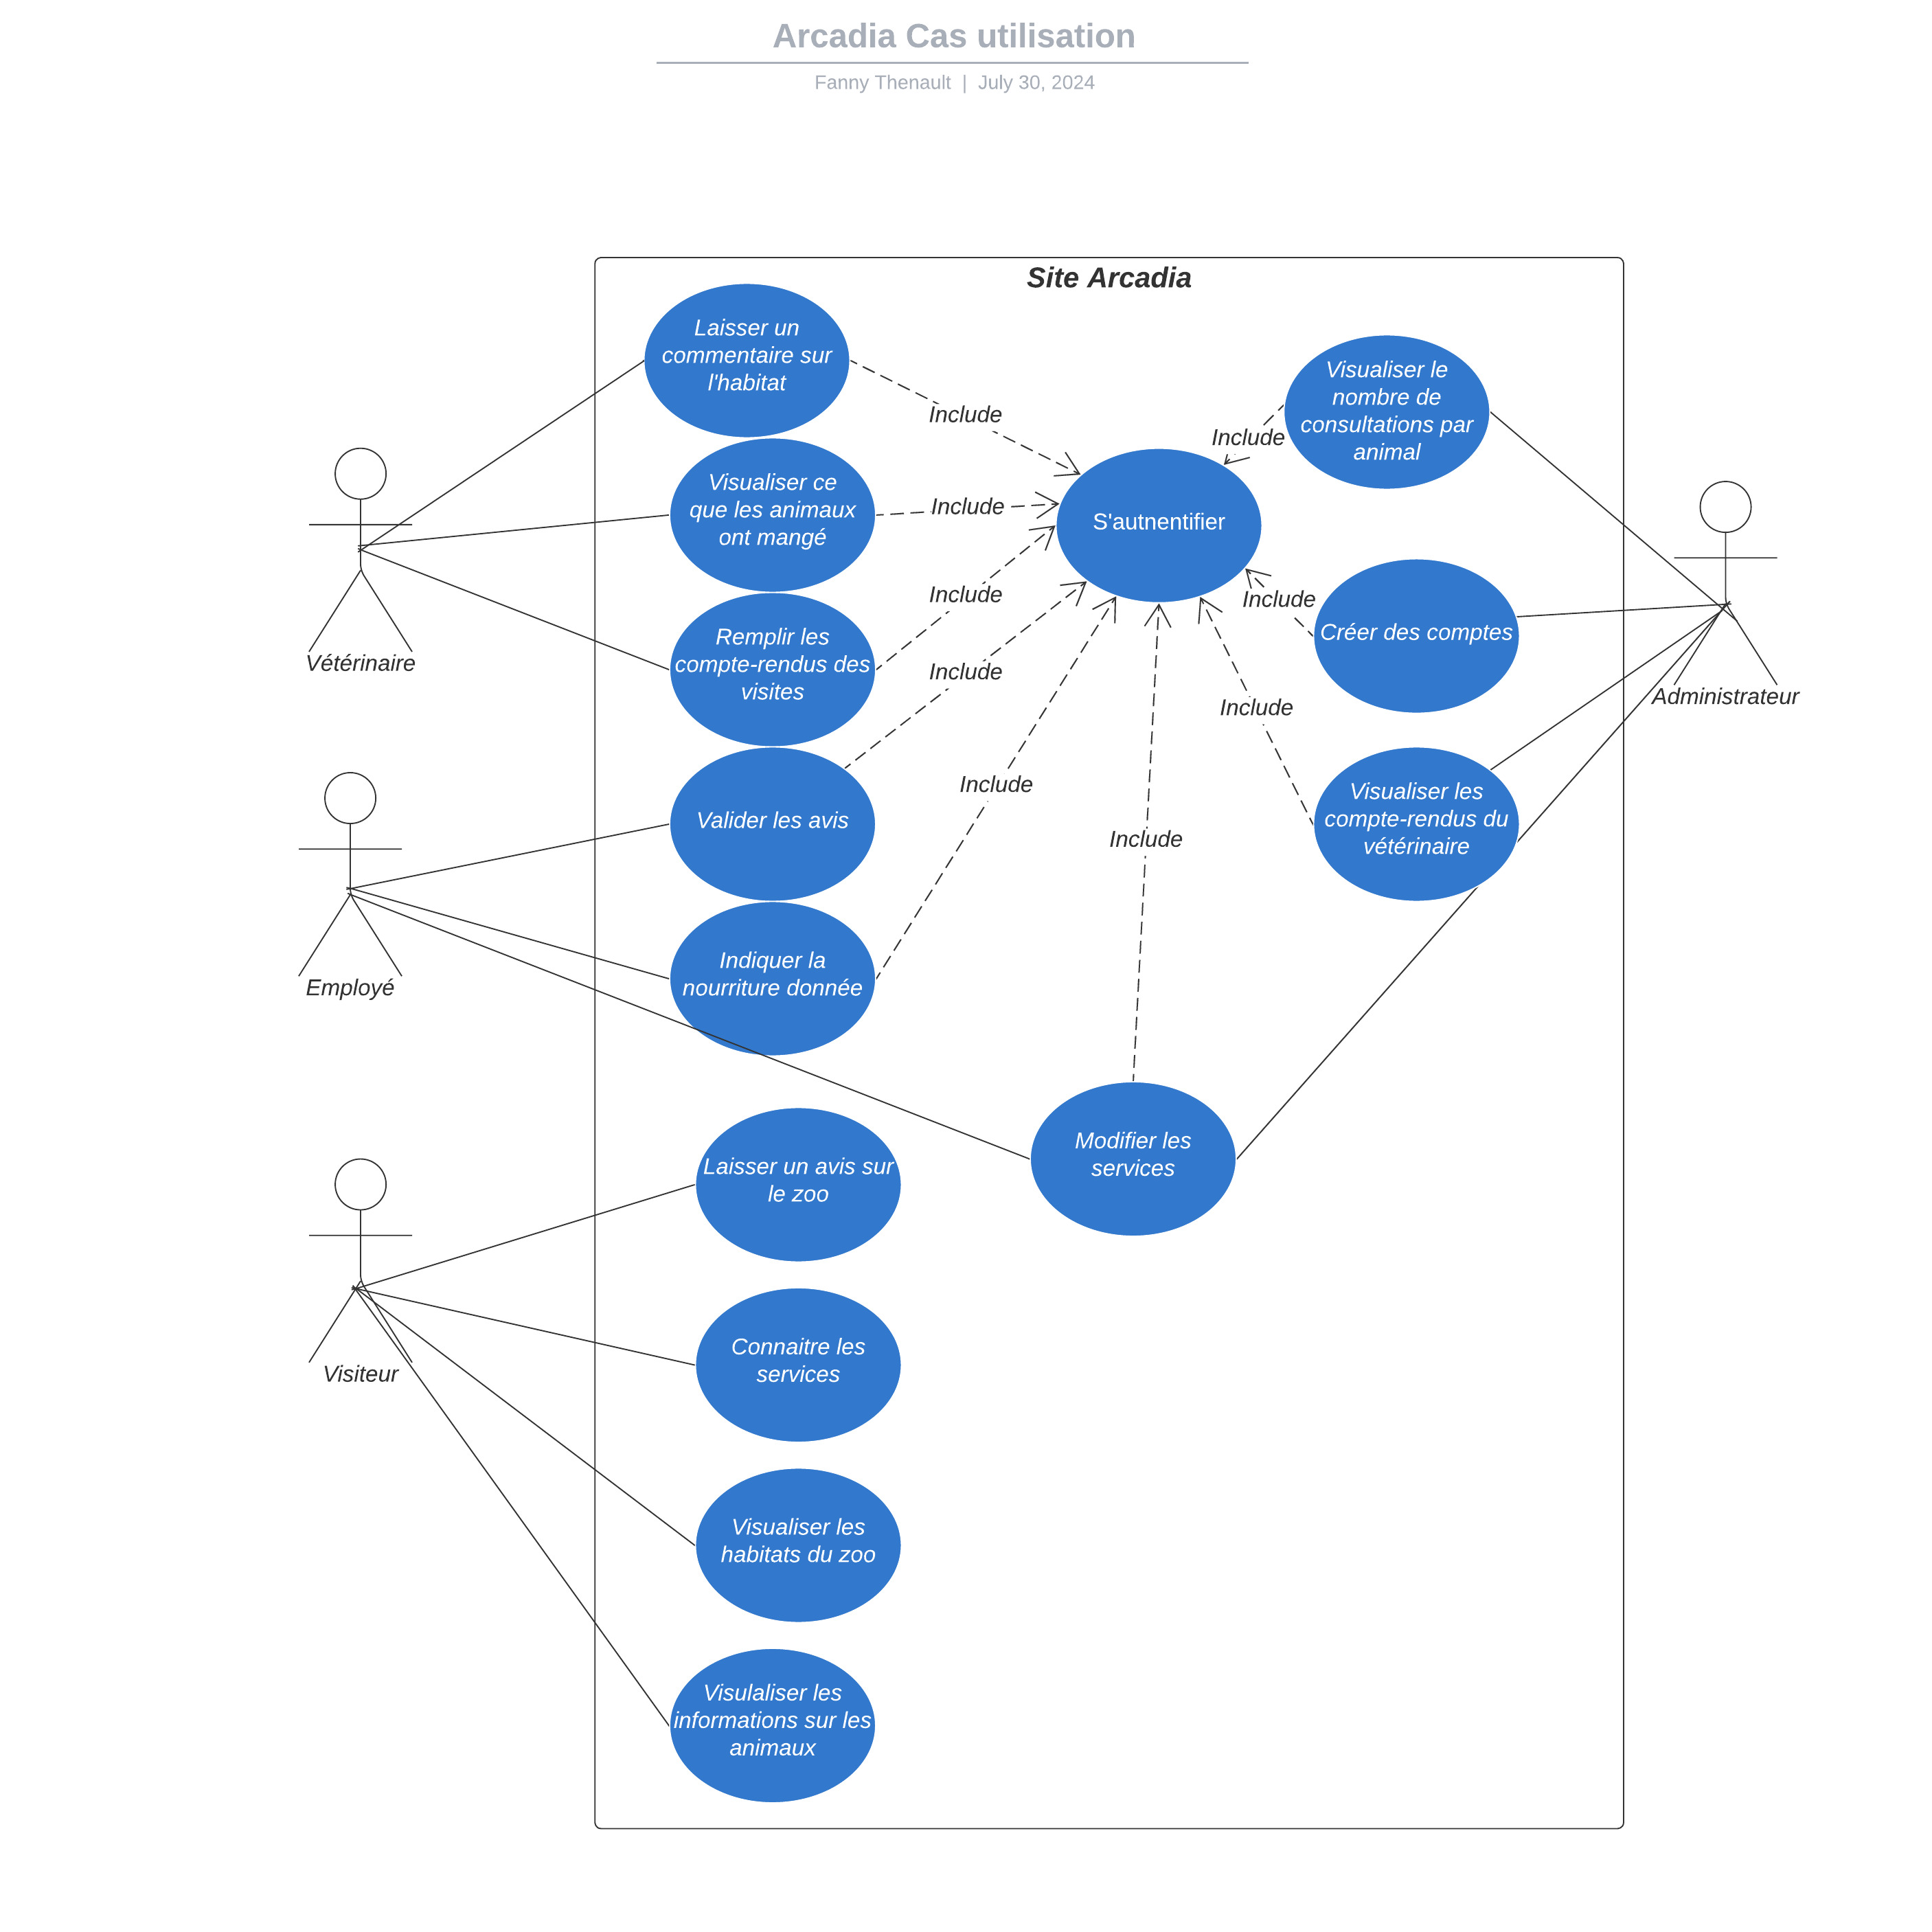 Arcadia Cas utilisation
Fanny Thenault | July 30, 2024
Site Arcadia
Laisser un
commentaire sur
l'habitat
Visualiser le
nombre de
consultations par
animal
Include
Include
Visualiser ce
que les animaux
ont mangé
Include
S'autnentifier
Include
Include
Créer des comptes
Remplir les
compte-rendus des
visites
Vétérinaire
Include
Administrateur
Include
Valider les avis
Include
Include
Visualiser les
compte-rendus du
vétérinaire
Indiquer la
nourriture donnée
Employé
Modifier les
services
Laisser un avis sur
le zoo
Connaitre les
services
Visiteur
Visualiser les
habitats du zoo
Visulaliser les
informations sur les
animaux